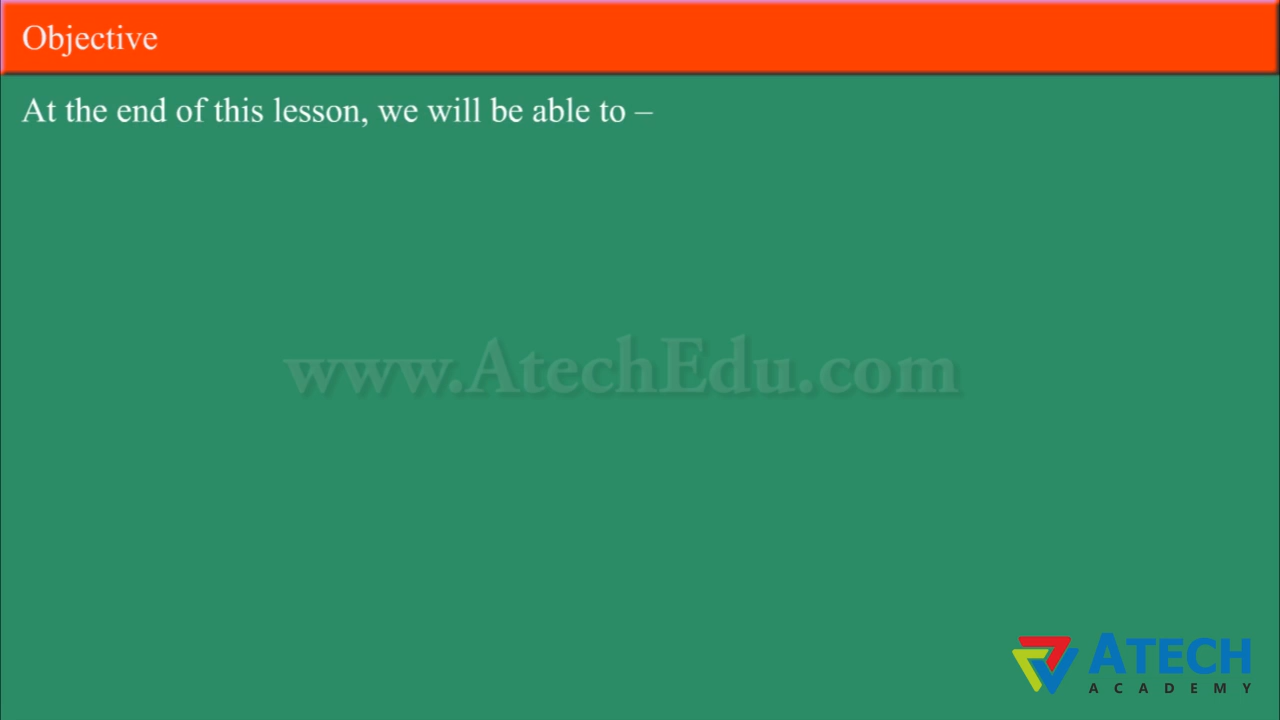 Objective
At the end of this lesson, we will be able to –
www.AtechEdu.com
ATECH
ACADEMY